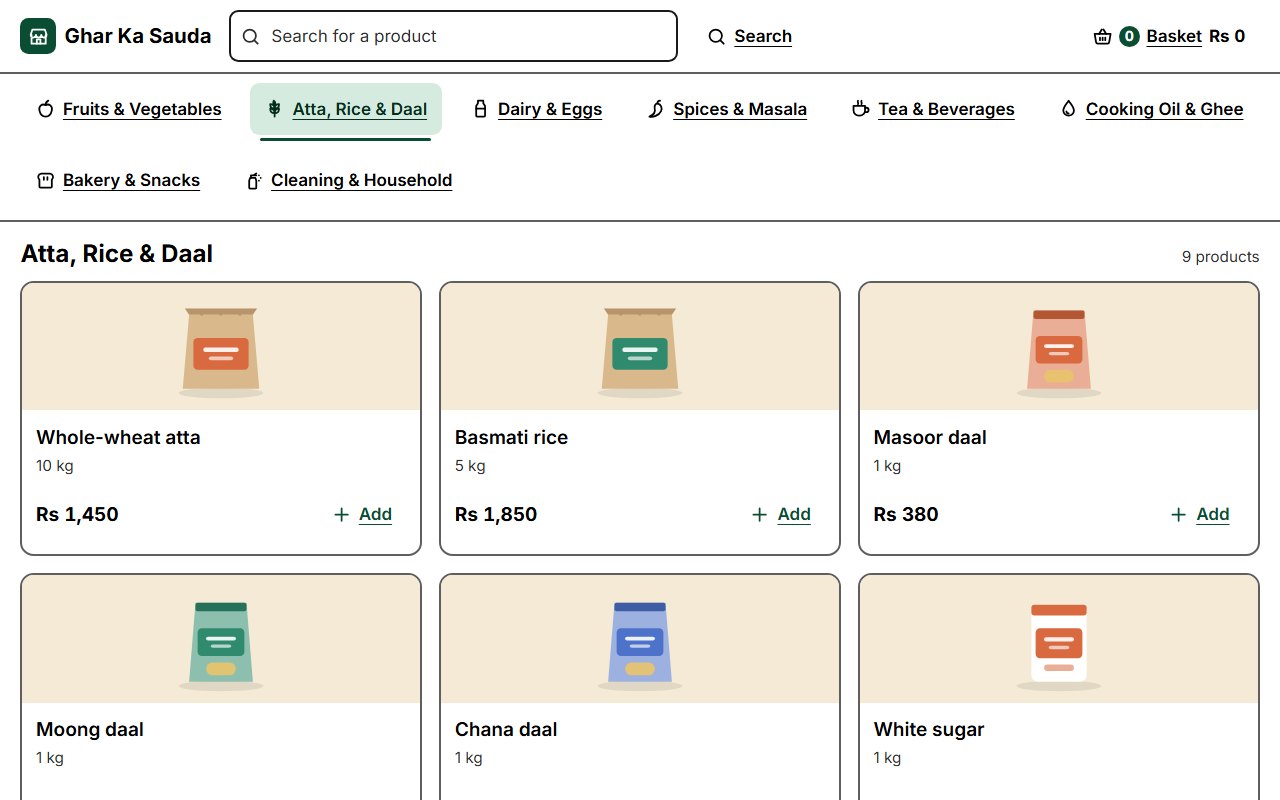 Ghar Ka Sauda
Search for a product
Search
0 Basket Rs 0
Fruits & Vegetables
Atta, Rice & Daal
Dairy & Eggs
Spices & Masala
Tea & Beverages
Cooking Oil & Ghee
Bakery & Snacks
Cleaning & Household
Atta, Rice & Daal
9 products
Whole-wheat atta
10 kg
Rs 1,450
+ Add
Basmati rice
5 kg
Rs 1,850
+ Add
Masoor daal
1 kg
Rs 380
+ Add
Moong daal
1 kg
Chana daal
1 kg
White sugar
1 kg